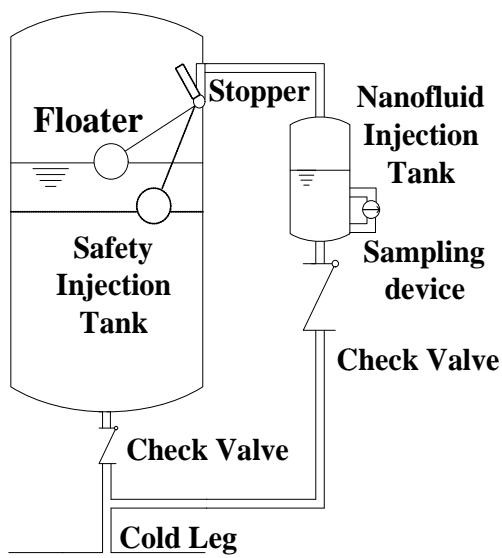 Stopper
Floater
Nanofluid
Injection
Tank
Safety
Injection
Tank
Sampling
device
Check Valve
Check Valve
Cold Leg